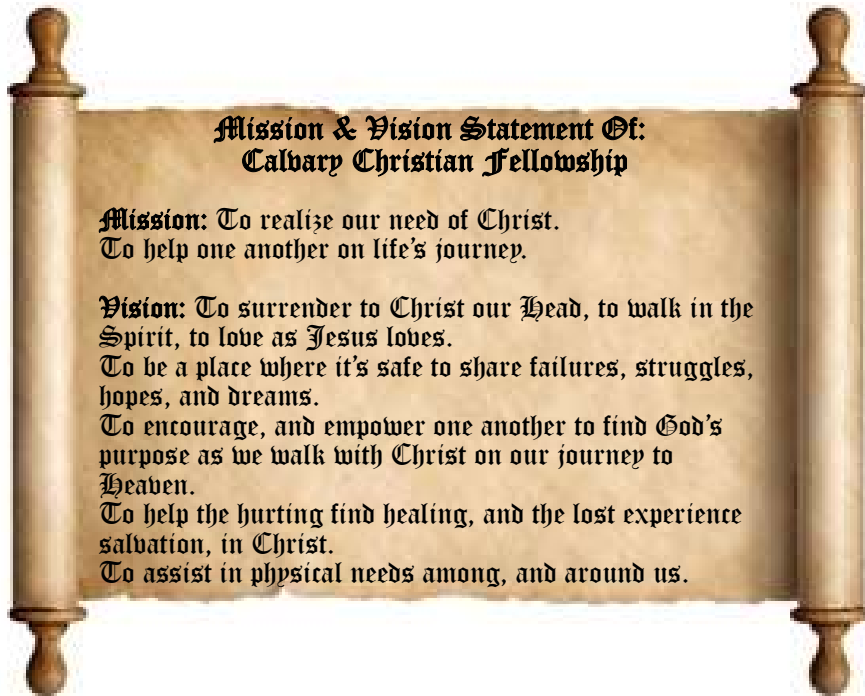 Mission & Vision Statement Of:
Calvary Christian Fellowship
Mission: To realize our need of Christ.
To help one another on life's journey.
Vision: To surrender to Christ our Head, to walk in the
Spirit, to love as Jesus loves.
To be a place where it's safe to share failures, struggles,
hopes, and dreams.
To encourage, and empower one another to find God's
purpose as we walk with Christ on our journey to
Heaven.
To help the hurting find healing, and the lost experience
salvation, in Christ.
To assist in physical needs among, and around us.